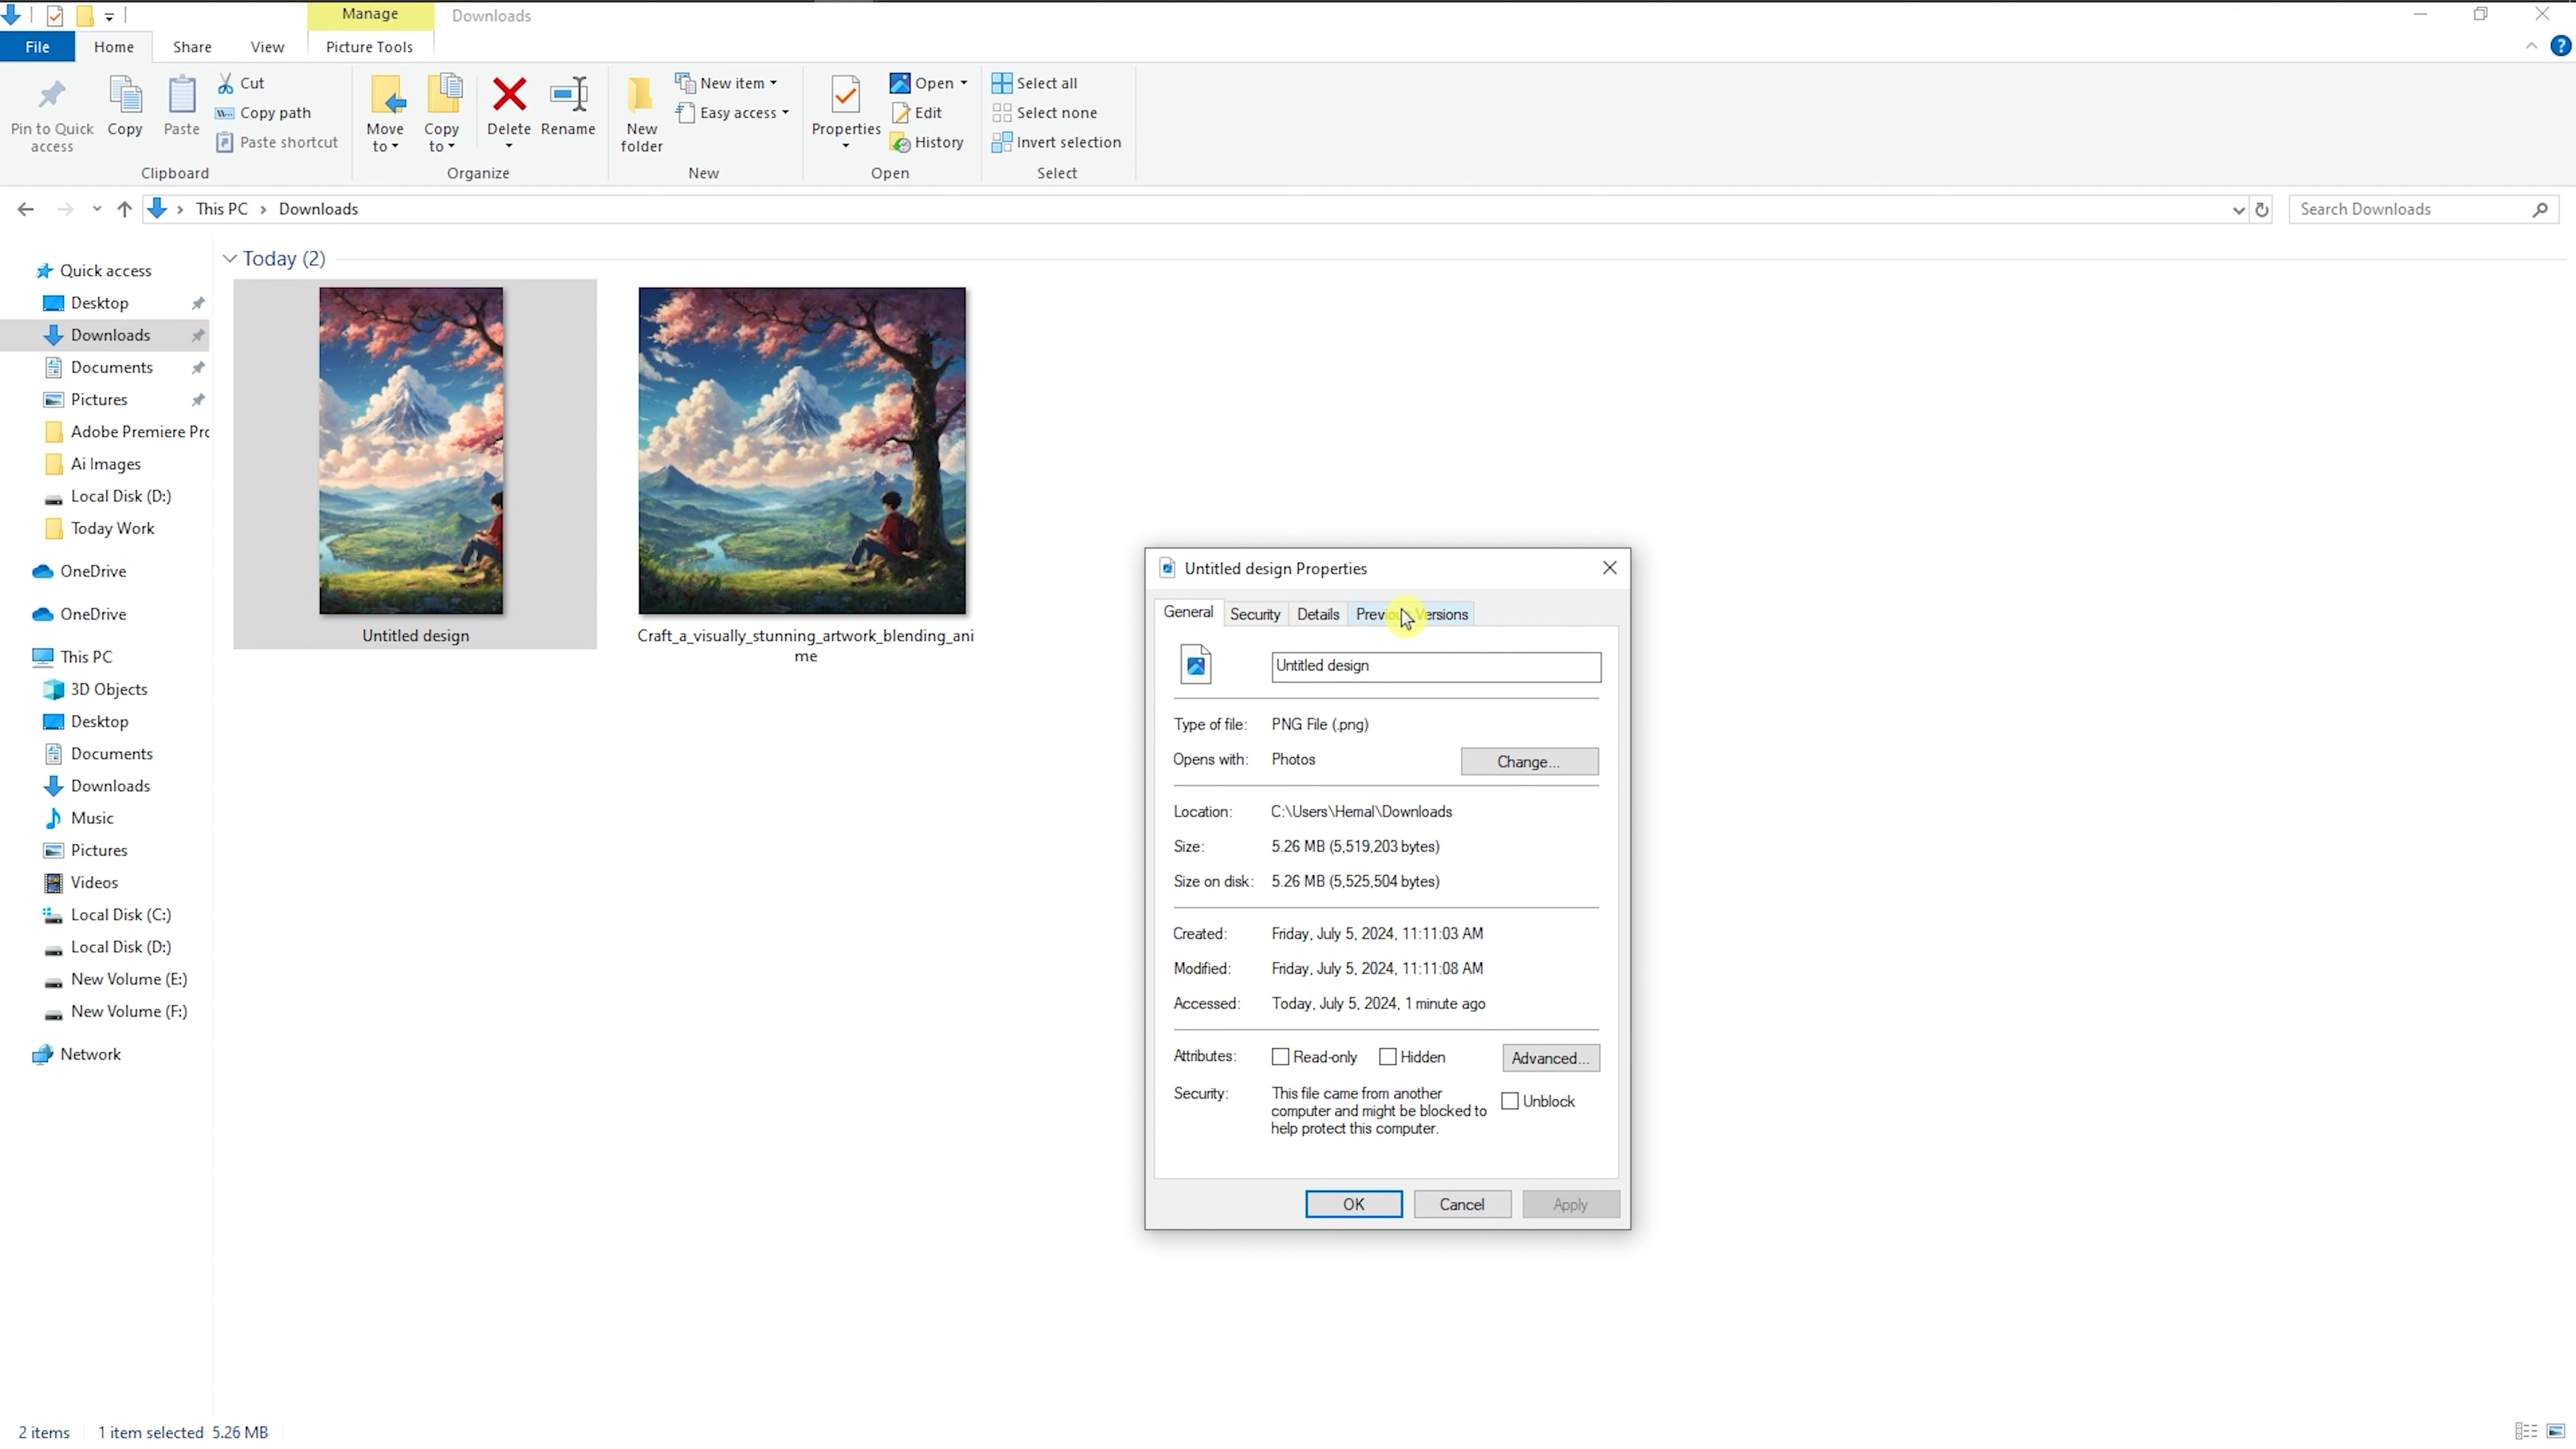 Manage
Downloads
File
Home
Share
View
Picture Tools
Pin to Quick access
Copy
Paste
Cut
Copy path
Paste shortcut
Clipboard
Move to
Copy to
Delete
Rename
Organize
New folder
New item
Easy access
New
Properties
Open
Edit
History
Open
Select all
Select none
Invert selection
Select
This PC
Downloads
Search Downloads
Quick access
Desktop
Downloads
Documents
Pictures
Adobe Premiere Prc
Ai Images
Local Disk (D:)
Today Work
OneDrive
OneDrive
This PC
3D Objects
Desktop
Documents
Downloads
Music
Pictures
Videos
Local Disk (C:)
Local Disk (D:)
New Volume (E:)
New Volume (F:)
Network
Today (2)
Untitled design
Craft_a_visually_stunning_artwork_blending_ani
me
Untitled design Properties
General
Security
Details
Previous Versions
Untitled design
Type of file: PNG File (.png)
Opens with: Photos
Change...
Location: C:\Users\Hemal\Downloads
Size: 5.26 MB (5,519,203 bytes)
Size on disk: 5.26 MB (5,525,504 bytes)
Created: Friday, July 5, 2024, 11:11:03 AM
Modified: Friday, July 5, 2024, 11:11:08 AM
Accessed: Today, July 5, 2024, 1 minute ago
Attributes: Read-only Hidden Advanced...
Security: This file came from another
computer and might be blocked to
help protect this computer.
Unblock
OK
Cancel
Apply
2 items
1 item selected 5.26 MB